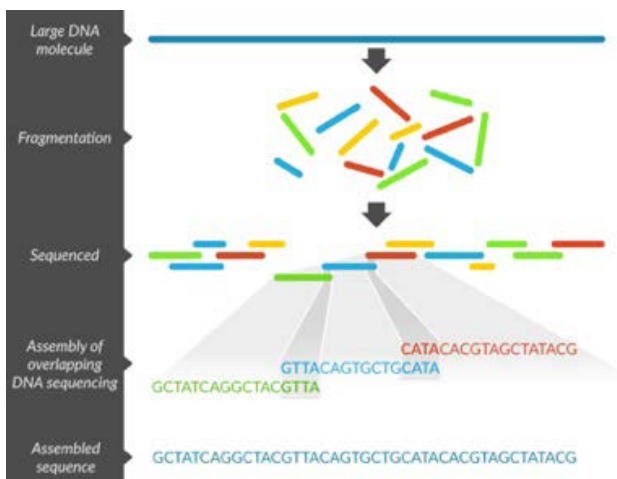 Large DNA
molecule
Fragmentation
Sequenced
Assembly of
overlapping
DNA sequencing
CATACACGTAGCTATACG
GTTACAGTGCTGCATA
GCTATCAGGCTACGTTA
Assembled
sequence
GCTATCAGGCTACGTTACAGTGCTGCATACACGTAGCTATACG